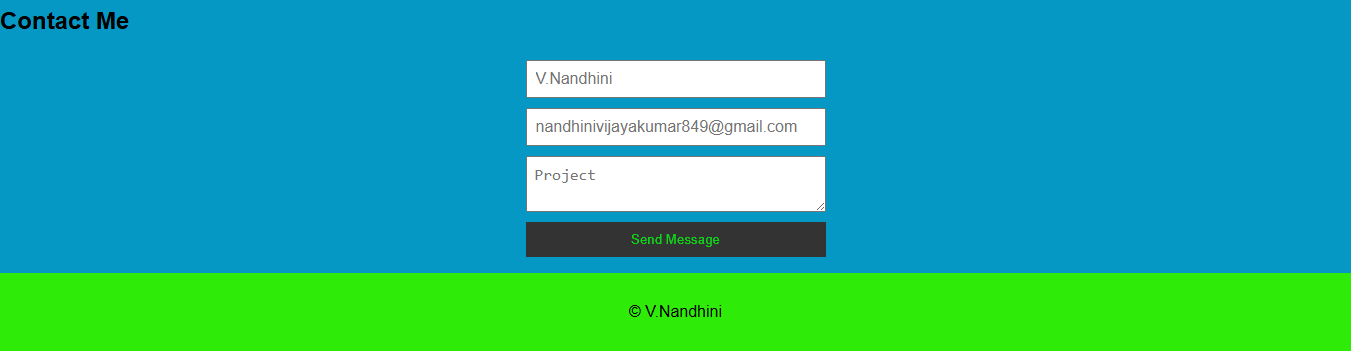 Contact Me
V.Nandhini
nandhinivijayakumar849@gmail.com
Project
Send Message
© V.Nandhini